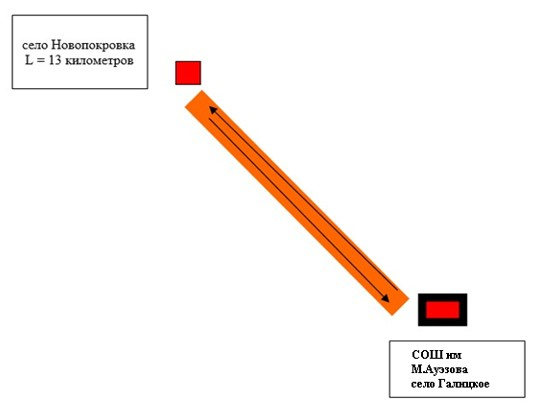 село Новопокровка
L = 13 километров
СОШ им
М.Ауэзова
село Галицкое